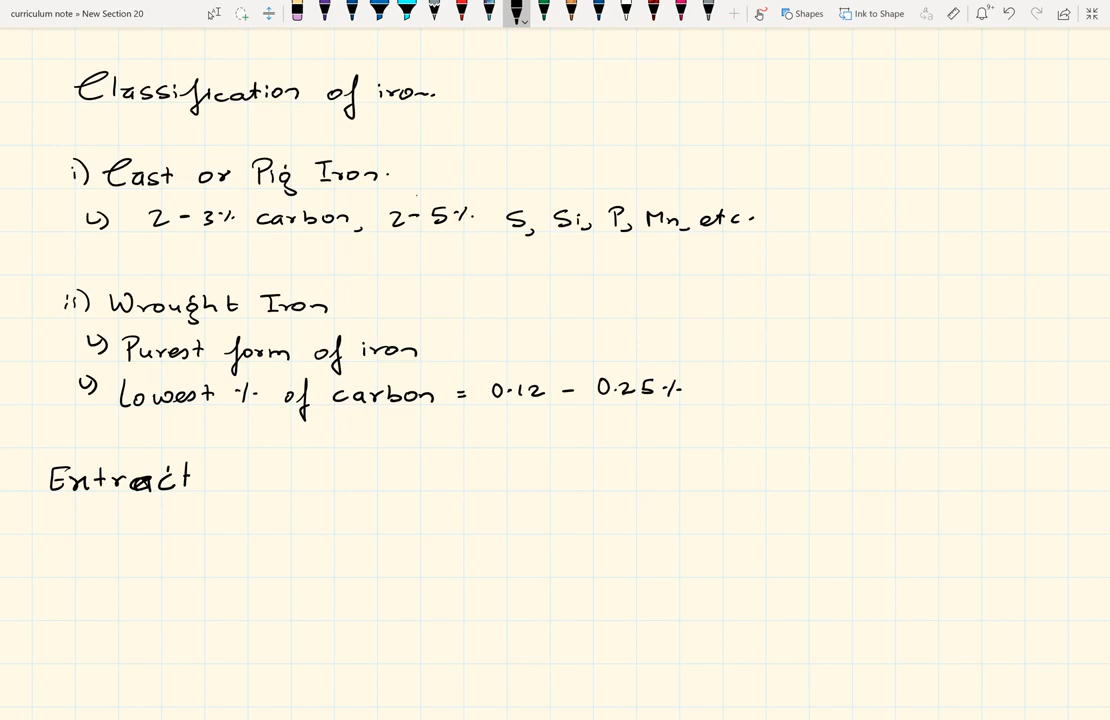 curriculum note » New Section 20
Shapes
Ink to Shape
9+
Classification of iron.
i) Cast or Pig Iron.
↳ 2 - 3% carbon, 2 - 5% S, Si, P, Mn, etc.
ii) Wrought Iron
↳ Purest form of iron
↳ Lowest % of carbon = 0.12 - 0.25%
Extract